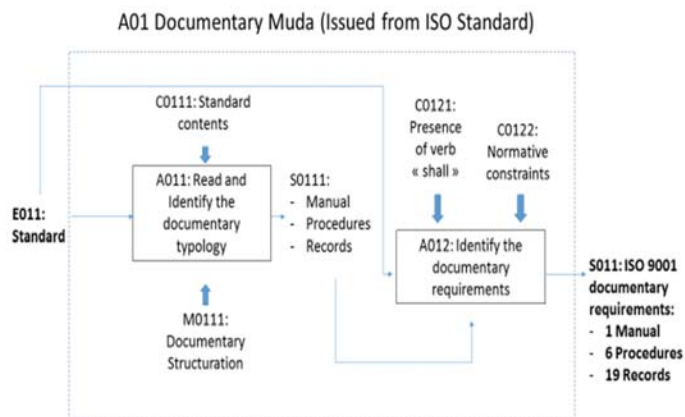 A01 Documentary Muda (Issued from ISO Standard)
C0111: Standard
contents
A011: Read and
Identify the
documentary
typology
E011:
Standard
S0111:
- Manual
- Procedures
- Records
M0111:
Documentary
Structuration
C0121:
Presence
of verb
« shall »
C0122:
Normative
constraints
A012: Identify the
documentary
requirements
S011: ISO 9001
documentary
requirements:
- 1 Manual
- 6 Procedures
- 19 Records